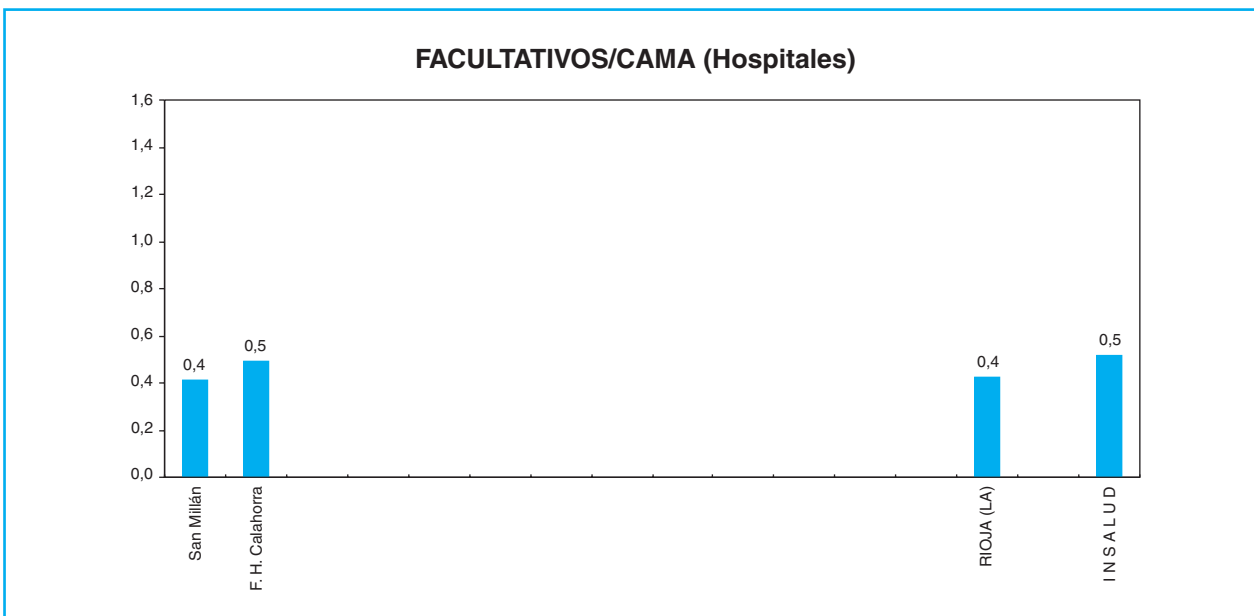 FACULTATIVOS/CAMA (Hospitales)
1,6
1,4
1,2
1,0
0,8
0,6
0,4
0,2
0,0
0,4
0,5
0,4
0,5
San Millán
F. H. Calahorra
RIOJA (LA)
I N S A L U D